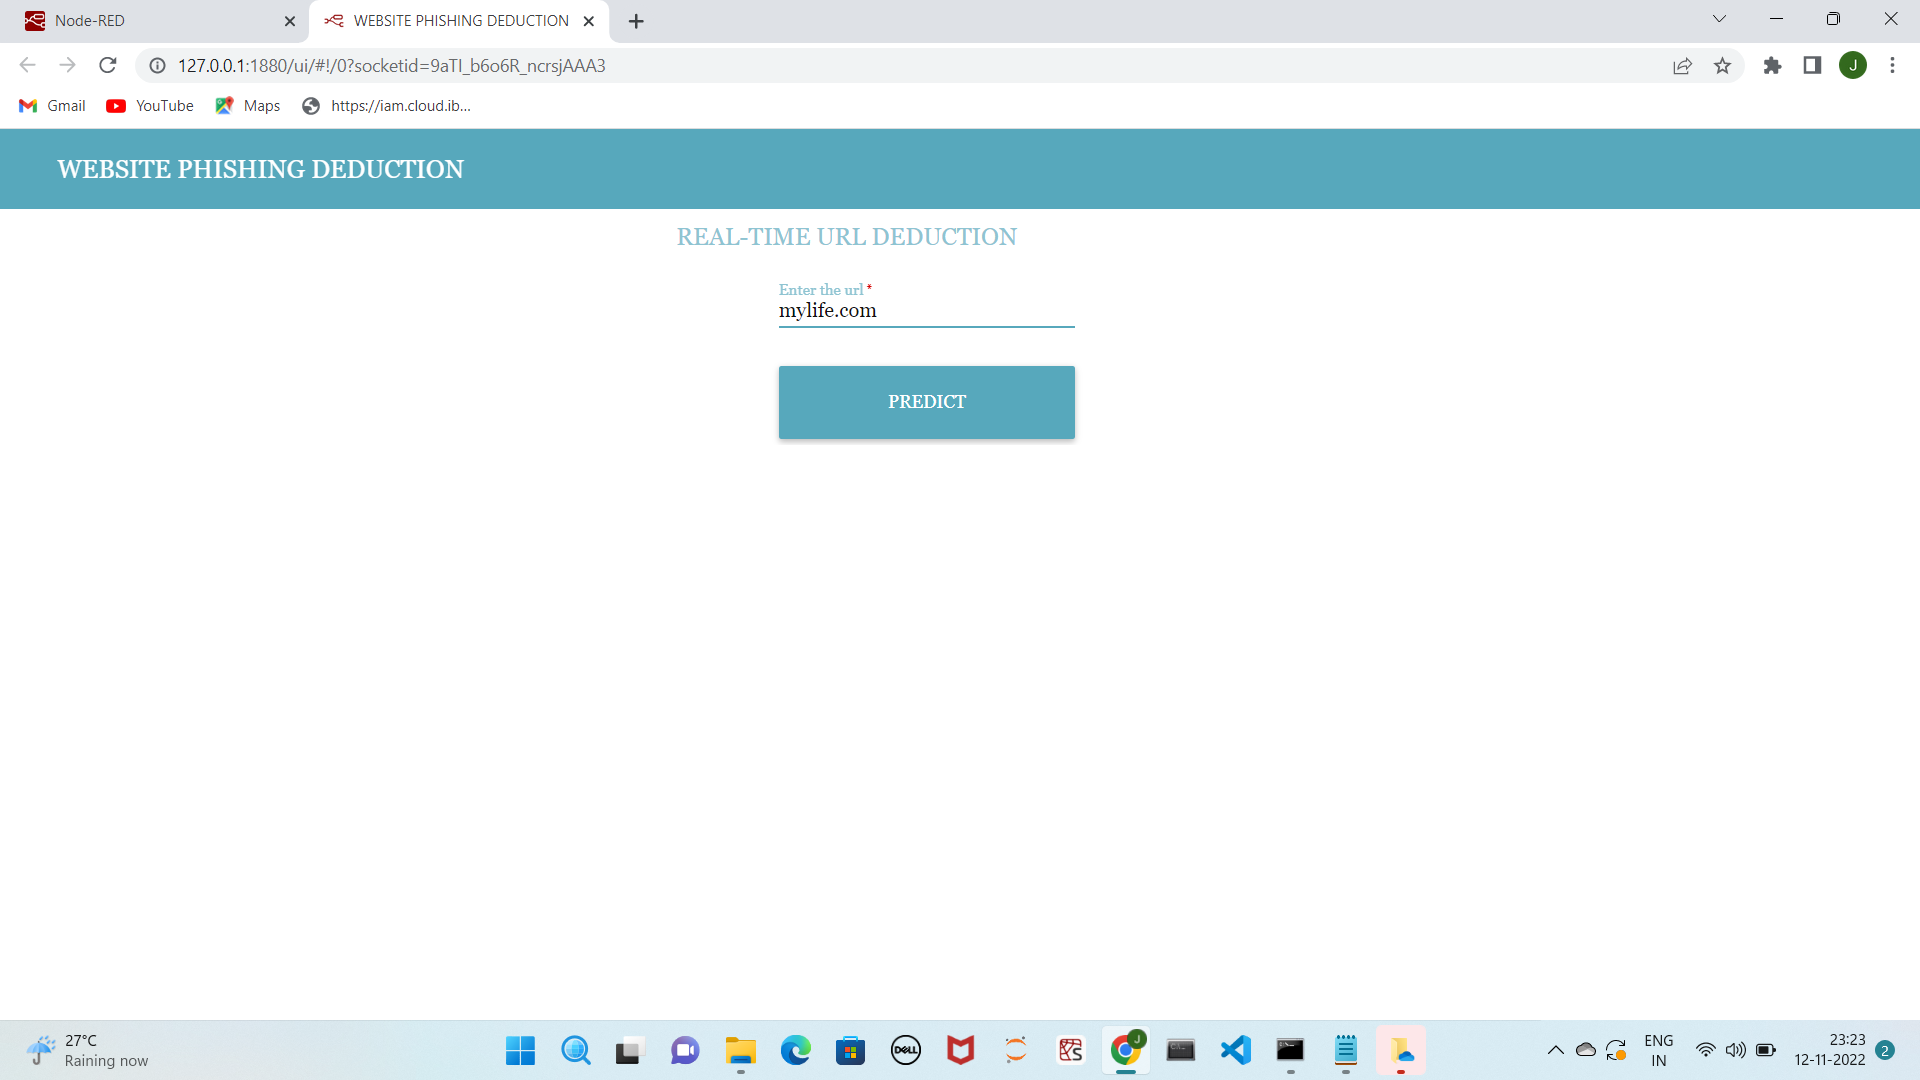 Node-RED
WEBSITE PHISHING DEDUCTION
127.0.0.1:1880/ui/#!/0?socketid=9aTI_b6o6R_ncrsjAAA3
J
Gmail
YouTube
Maps
https://iam.cloud.ib...
WEBSITE PHISHING DEDUCTION
REAL-TIME URL DEDUCTION
Enter the url *
mylife.com
PREDICT
27°C
Raining now
DELL
J
ENG
IN
23:23
12-11-2022
2